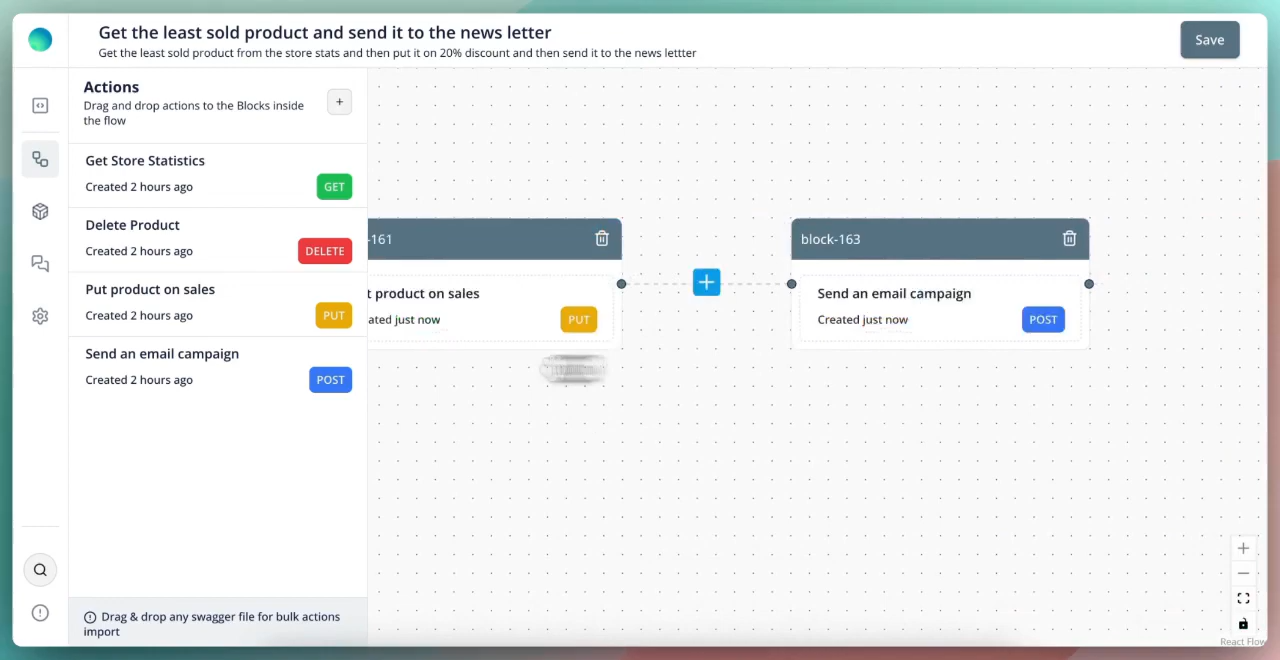 Get the least sold product and send it to the news letter
Get the least sold product from the store stats and then put it on 20% discount and then send it to the news lettter
Save
Actions
Drag and drop actions to the Blocks inside
the flow
+
Get Store Statistics
Created 2 hours ago
GET
Delete Product
Created 2 hours ago
DELETE
Put product on sales
Created 2 hours ago
PUT
Send an email campaign
Created 2 hours ago
POST
Drag & drop any swagger file for bulk actions
import
-161
t product on sales
ated just now
PUT
block-163
Send an email campaign
Created just now
POST
React Flow